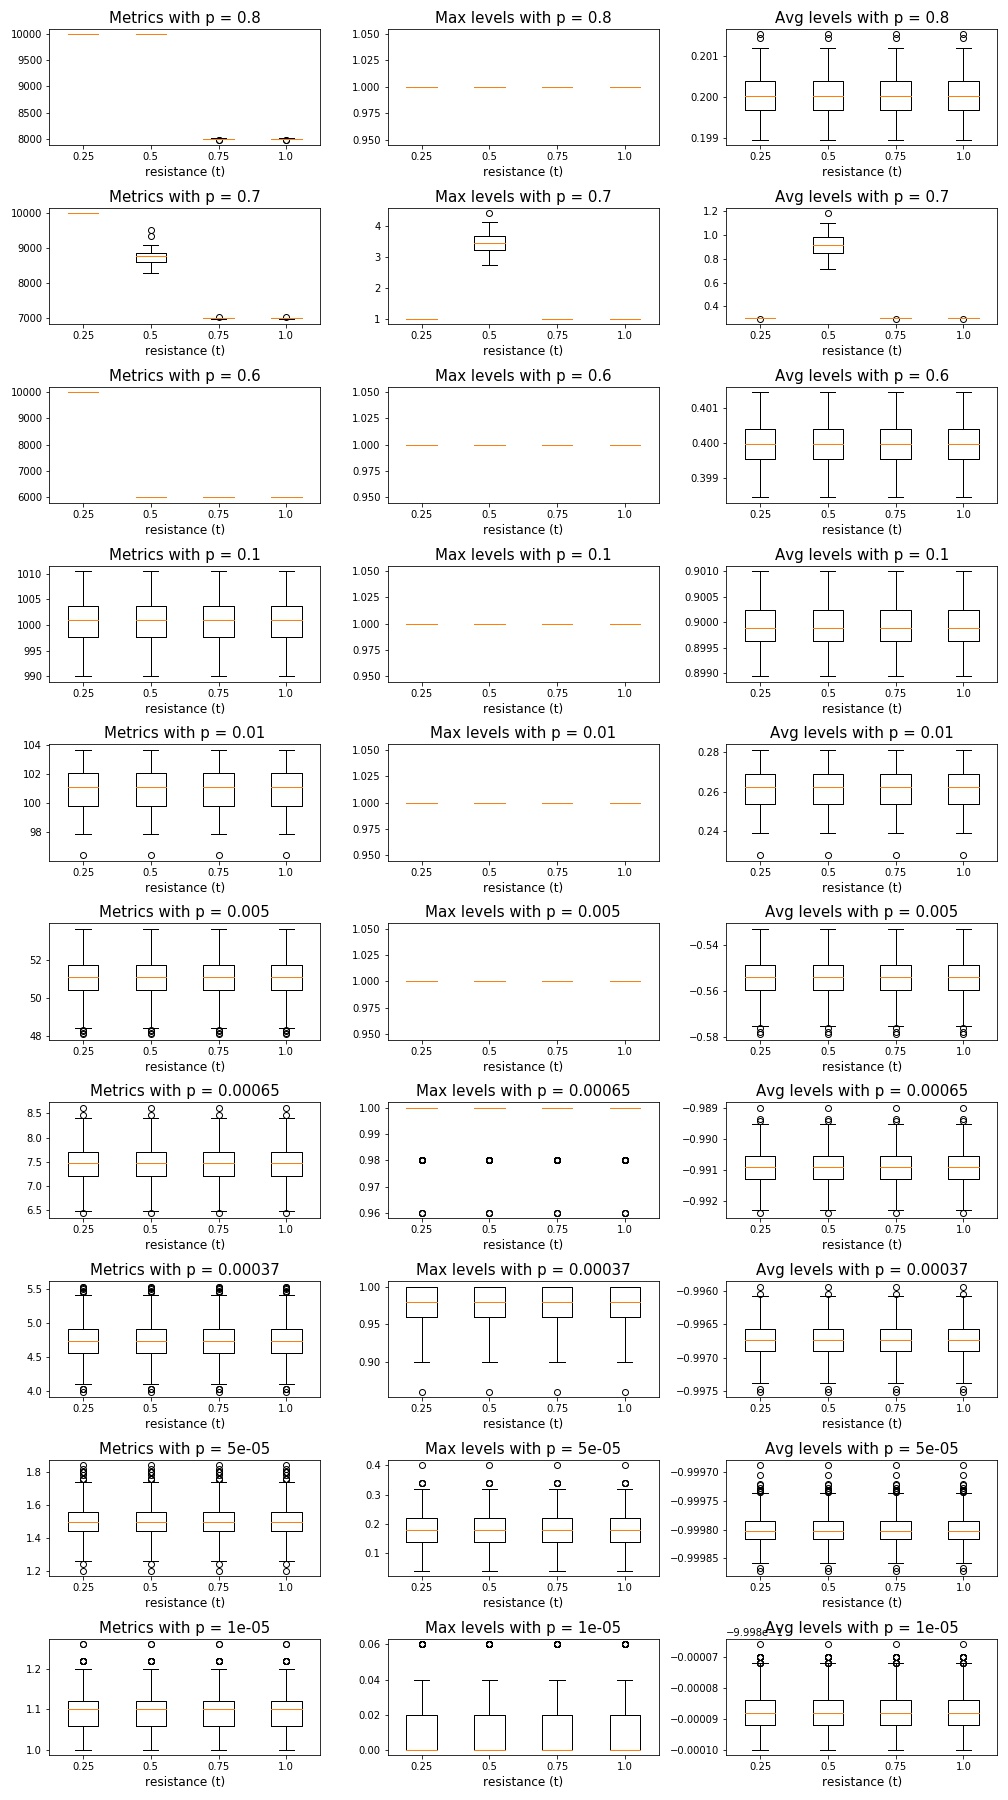 Metrics with p = 0.8
10000
9500
9000
8500
8000
0.25 0.5 0.75 1.0
resistance (t)
Max levels with p = 0.8
1.050
1.025
1.000
0.975
0.950
0.25 0.5 0.75 1.0
resistance (t)
Avg levels with p = 0.8
0.201
0.200
0.199
0.25 0.5 0.75 1.0
resistance (t)
Metrics with p = 0.7
10000
9000
8000
7000
0.25 0.5 0.75 1.0
resistance (t)
Max levels with p = 0.7
4
3
2
1
0.25 0.5 0.75 1.0
resistance (t)
Avg levels with p = 0.7
1.2
1.0
0.8
0.6
0.4
0.25 0.5 0.75 1.0
resistance (t)
Metrics with p = 0.6
10000
9000
8000
7000
6000
0.25 0.5 0.75 1.0
resistance (t)
Max levels with p = 0.6
1.050
1.025
1.000
0.975
0.950
0.25 0.5 0.75 1.0
resistance (t)
Avg levels with p = 0.6
0.401
0.400
0.399
0.25 0.5 0.75 1.0
resistance (t)
Metrics with p = 0.1
1010
1005
1000
995
990
0.25 0.5 0.75 1.0
resistance (t)
Max levels with p = 0.1
1.050
1.025
1.000
0.975
0.950
0.25 0.5 0.75 1.0
resistance (t)
Avg levels with p = 0.1
0.9010
0.9005
0.9000
0.8995
0.8990
0.25 0.5 0.75 1.0
resistance (t)
Metrics with p = 0.01
104
102
100
98
0.25 0.5 0.75 1.0
resistance (t)
Max levels with p = 0.01
1.050
1.025
1.000
0.975
0.950
0.25 0.5 0.75 1.0
resistance (t)
Avg levels with p = 0.01
0.28
0.26
0.24
0.25 0.5 0.75 1.0
resistance (t)
Metrics with p = 0.005
52
50
48
0.25 0.5 0.75 1.0
resistance (t)
Max levels with p = 0.005
1.050
1.025
1.000
0.975
0.950
0.25 0.5 0.75 1.0
resistance (t)
Avg levels with p = 0.005
−0.54
−0.56
−0.58
0.25 0.5 0.75 1.0
resistance (t)
Metrics with p = 0.00065
8.5
8.0
7.5
7.0
6.5
0.25 0.5 0.75 1.0
resistance (t)
Max levels with p = 0.00065
1.00
0.99
0.98
0.97
0.96
0.25 0.5 0.75 1.0
resistance (t)
Avg levels with p = 0.00065
−0.989
−0.990
−0.991
−0.992
0.25 0.5 0.75 1.0
resistance (t)
Metrics with p = 0.00037
5.5
5.0
4.5
4.0
0.25 0.5 0.75 1.0
resistance (t)
Max levels with p = 0.00037
1.00
0.95
0.90
0.25 0.5 0.75 1.0
resistance (t)
Avg levels with p = 0.00037
−0.9960
−0.9965
−0.9970
−0.9975
0.25 0.5 0.75 1.0
resistance (t)
Metrics with p = 5e-05
1.8
1.6
1.4
1.2
0.25 0.5 0.75 1.0
resistance (t)
Max levels with p = 5e-05
0.4
0.3
0.2
0.1
0.25 0.5 0.75 1.0
resistance (t)
Avg levels with p = 5e-05
−0.99970
−0.99975
−0.99980
−0.99985
0.25 0.5 0.75 1.0
resistance (t)
Metrics with p = 1e-05
1.2
1.1
1.0
0.25 0.5 0.75 1.0
resistance (t)
Max levels with p = 1e-05
0.06
0.04
0.02
0.00
0.25 0.5 0.75 1.0
resistance (t)
Avg levels with p = 1e-05
−9.998e−1
−0.00007
−0.00008
−0.00009
−0.00010
0.25 0.5 0.75 1.0
resistance (t)